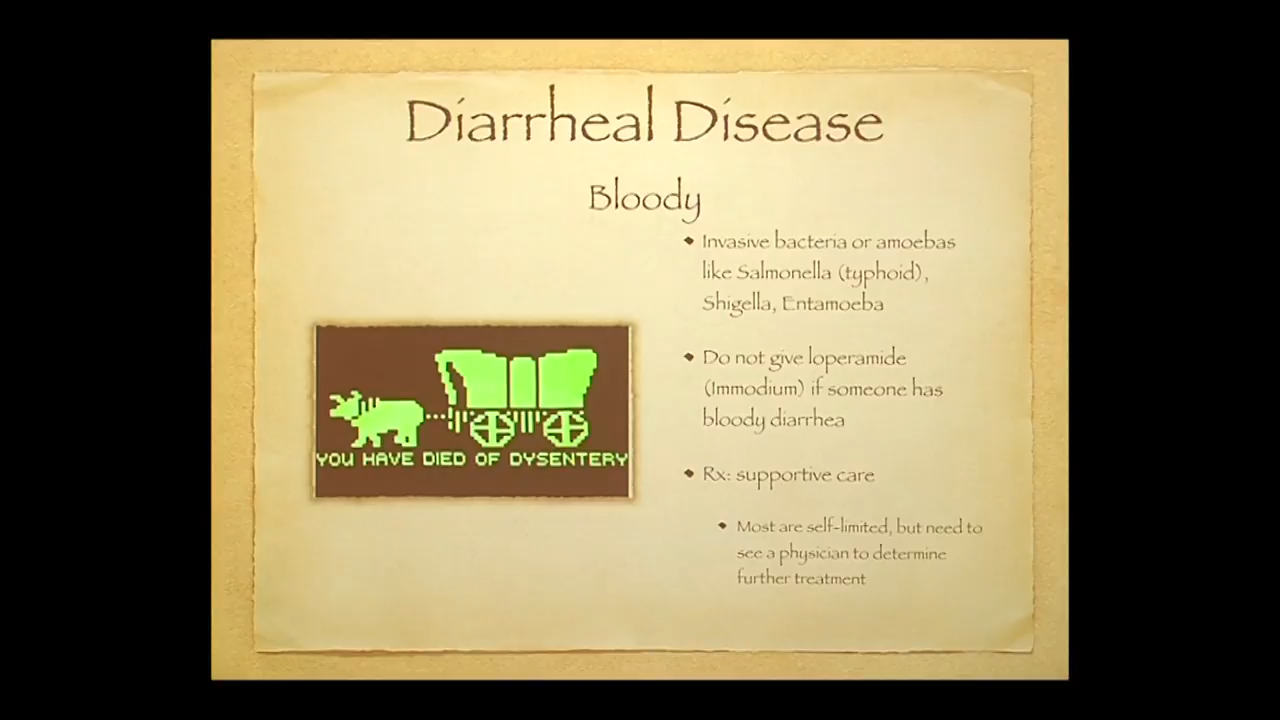 Diarrheal Disease
Bloody
Invasive bacteria or amoebas
like Salmonella (typhoid),
Shigella, Entamoeba
Do not give loperamide
(Immodium) if someone has
bloody diarrhea
Rx: supportive care
Most are self-limited, but need to
see a physician to determine
further treatment
YOU HAVE DIED OF DYSENTERY